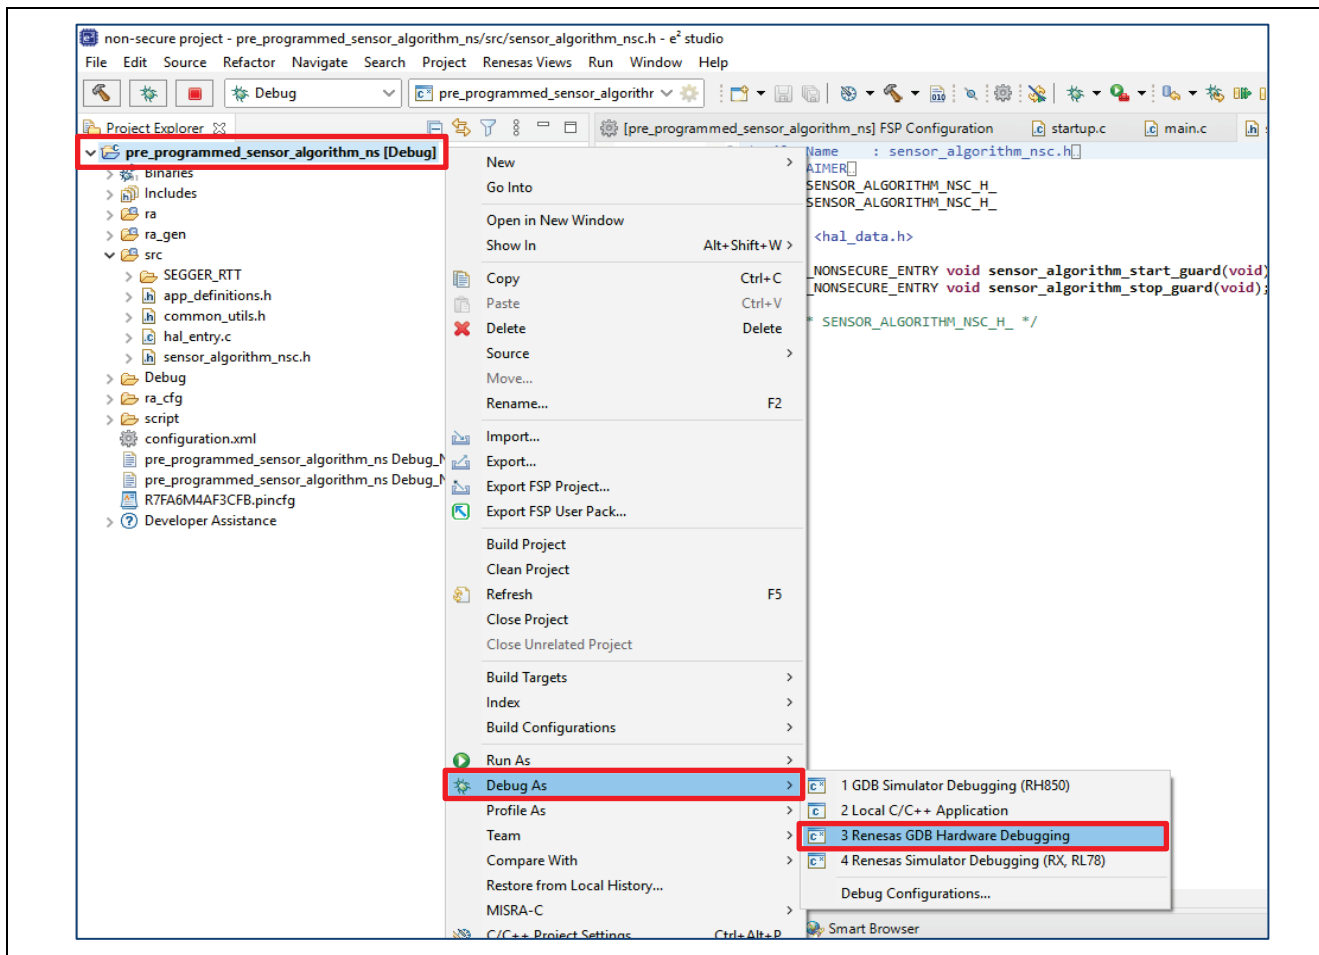 non-secure project - pre_programmed_sensor_algorithm_ns/src/sensor_algorithm_nsc.h - e² studio
File Edit Source Refactor Navigate Search Project Renesas Views Run Window Help
Debug pre_programmed_sensor_algorithr
Project Explorer [pre_programmed_sensor_algorithm_ns] FSP Configuration startup.c main.c
pre_programmed_sensor_algorithm_ns [Debug]
Binaries
Includes
ra
ra_gen
src
SEGGER_RTT
app_definitions.h
common_utils.h
hal_entry.c
sensor_algorithm_nsc.h
Debug
ra_cfg
script
configuration.xml
pre_programmed_sensor_algorithm_ns Debug_N
pre_programmed_sensor_algorithm_ns Debug_N
R7FA6M4AF3CFB.pincfg
Developer Assistance
New
Go Into
Open in New Window
Show In Alt+Shift+W >
Copy Ctrl+C
Paste Ctrl+V
Delete Delete
Source
Move...
Rename... F2
Import...
Export...
Export FSP Project...
Export FSP User Pack...
Build Project
Clean Project
Refresh F5
Close Project
Close Unrelated Project
Build Targets
Index
Build Configurations
Run As
Debug As
Profile As
Team
Compare With
Restore from Local History...
MISRA-C
C/C++ Project Settings Ctrl+Alt+P
1 GDB Simulator Debugging (RH850)
2 Local C/C++ Application
3 Renesas GDB Hardware Debugging
4 Renesas Simulator Debugging (RX, RL78)
Debug Configurations...
Name : sensor_algorithm_nsc.h
AIMER
SENSOR_ALGORITHM_NSC_H_
SENSOR_ALGORITHM_NSC_H_
<hal_data.h>
_NONSECURE_ENTRY void sensor_algorithm_start_guard(void)
_NONSECURE_ENTRY void sensor_algorithm_stop_guard(void);
* SENSOR_ALGORITHM_NSC_H_ */
Smart Browser